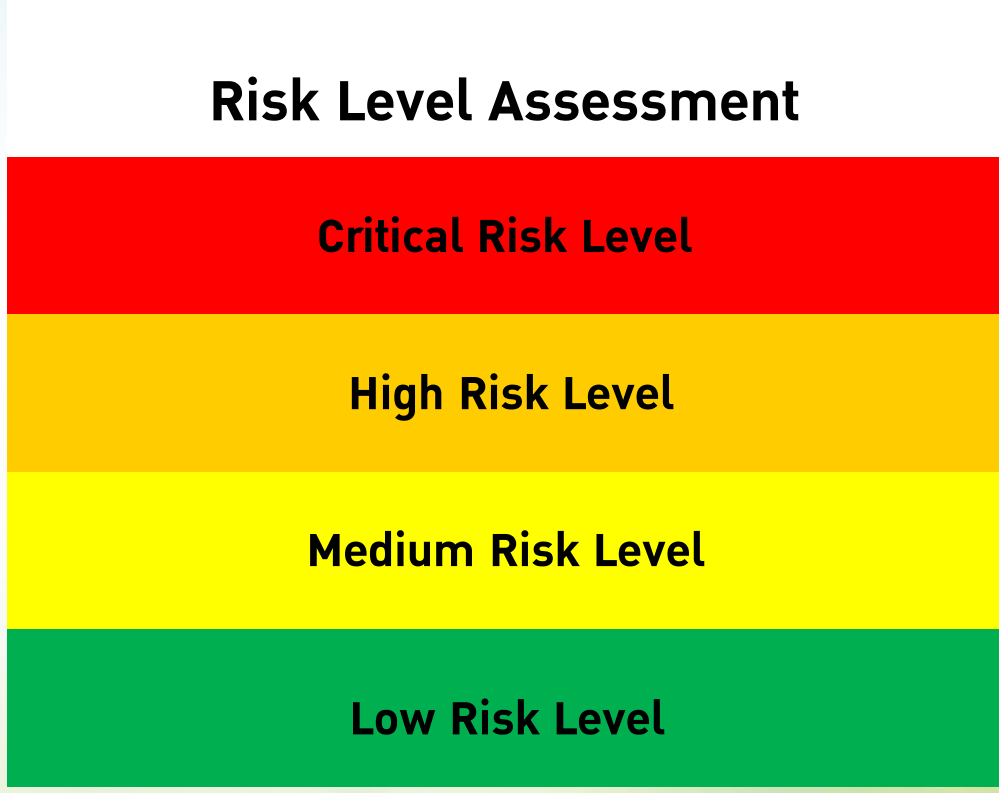 Risk Level Assessment
Critical Risk Level
High Risk Level
Medium Risk Level
Low Risk Level